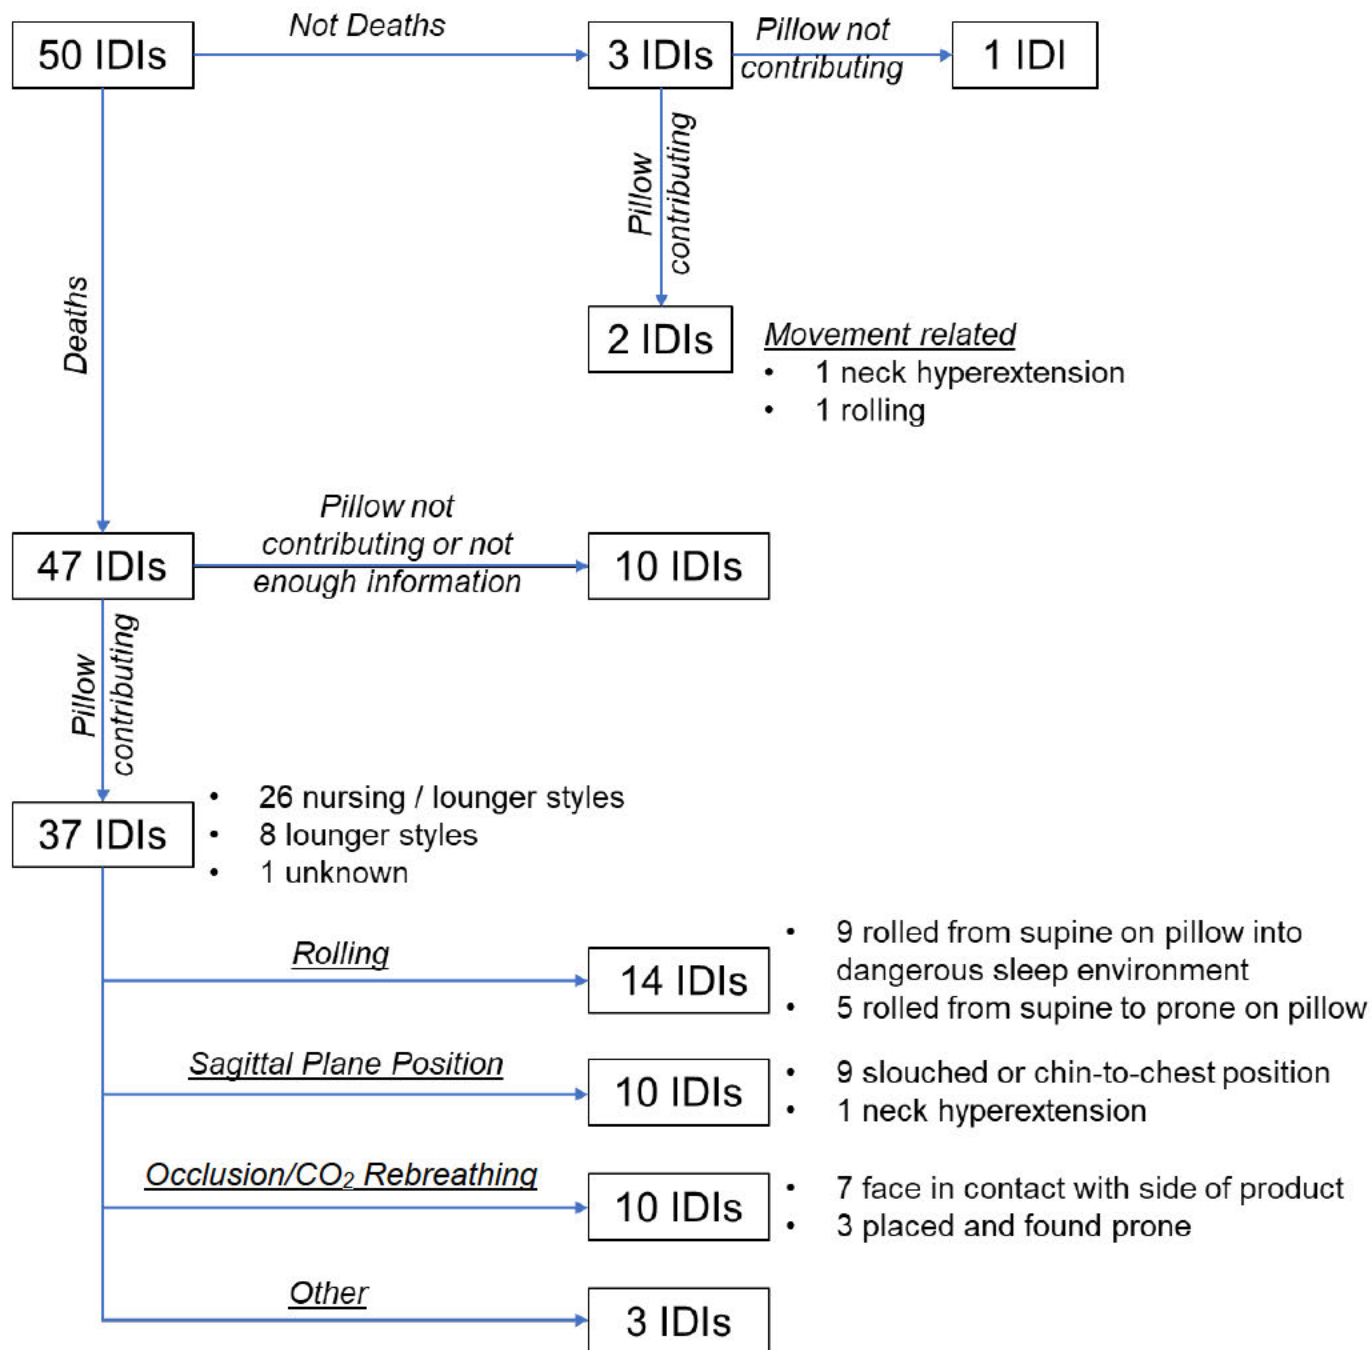 50 IDIs
Not Deaths
3 IDIs
Pillow not
contributing
1 IDI
Pillow
contributing
Deaths
2 IDIs
Movement related
• 1 neck hyperextension
• 1 rolling
47 IDIs
Pillow not
contributing or not
enough information
10 IDIs
Pillow
contributing
37 IDIs
• 26 nursing / lounger styles
• 8 lounger styles
• 1 unknown
Rolling
14 IDIs
• 9 rolled from supine on pillow into
dangerous sleep environment
• 5 rolled from supine to prone on pillow
Sagittal Plane Position
10 IDIs
• 9 slouched or chin-to-chest position
• 1 neck hyperextension
Occlusion/CO₂ Rebreathing
10 IDIs
• 7 face in contact with side of product
• 3 placed and found prone
Other
3 IDIs